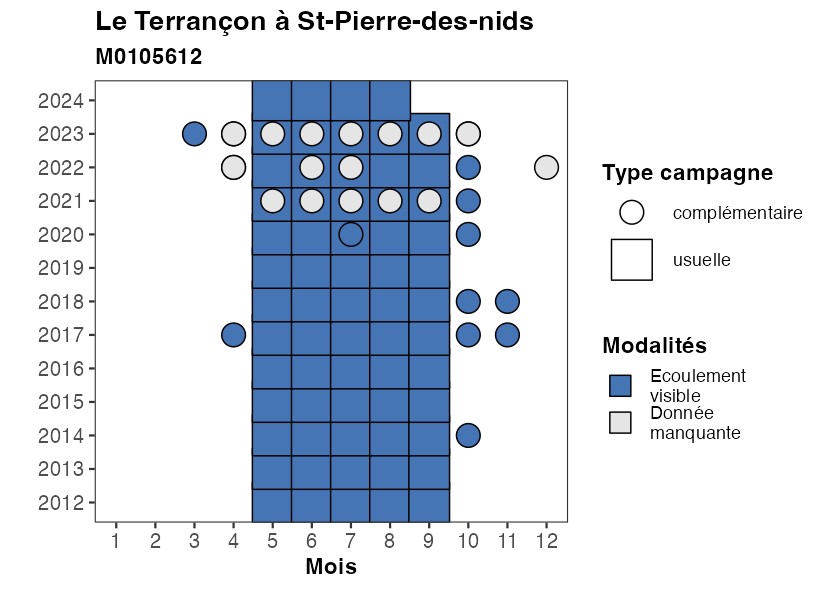 Le Terrançon à St-Pierre-des-nids
M0105612
2024
2023
2022
2021
2020
2019
2018
2017
2016
2015
2014
2013
2012
1 2 3 4 5 6 7 8 9 10 11 12
Mois
Type campagne
complémentaire
usuelle
Modalités
Ecoulement
visible
Donnée
manquante